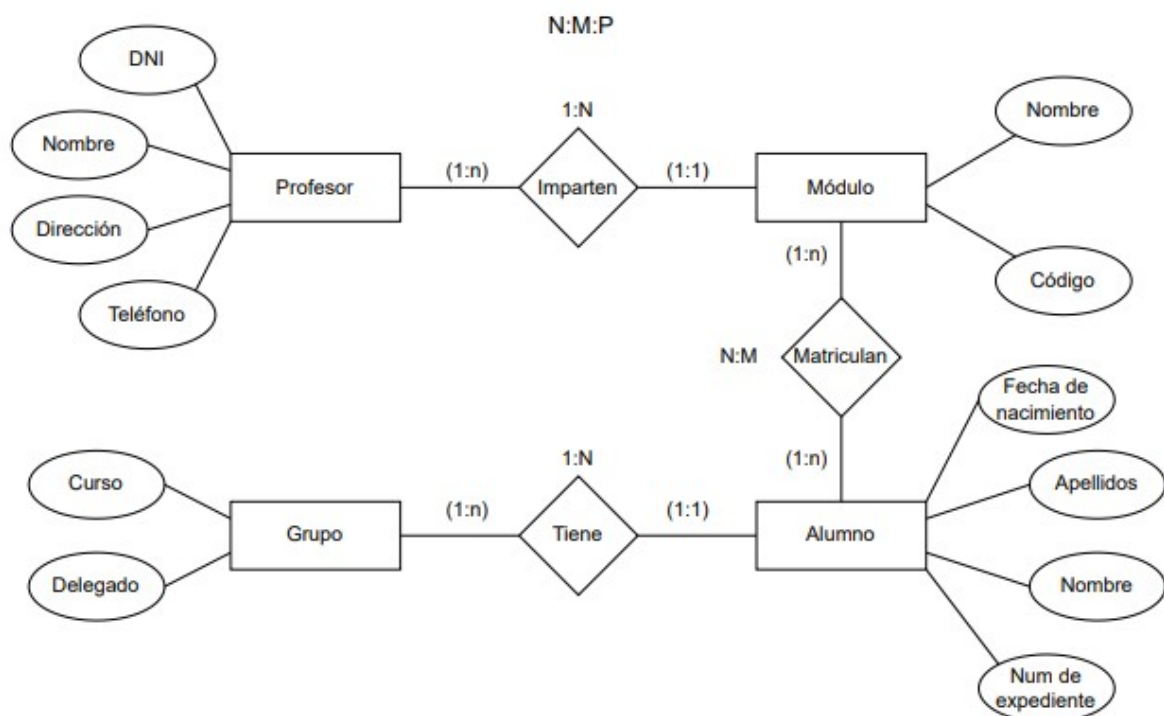 N:M:P
DNI
Nombre
Dirección
Teléfono
Profesor
(1:n)
1:N
Imparten
(1:1)
Módulo
Nombre
Código
(1:n)
N:M
Matriculan
(1:n)
Curso
Delegado
Grupo
(1:n)
1:N
Tiene
(1:1)
Alumno
Fecha de
nacimiento
Apellidos
Nombre
Num de
expediente